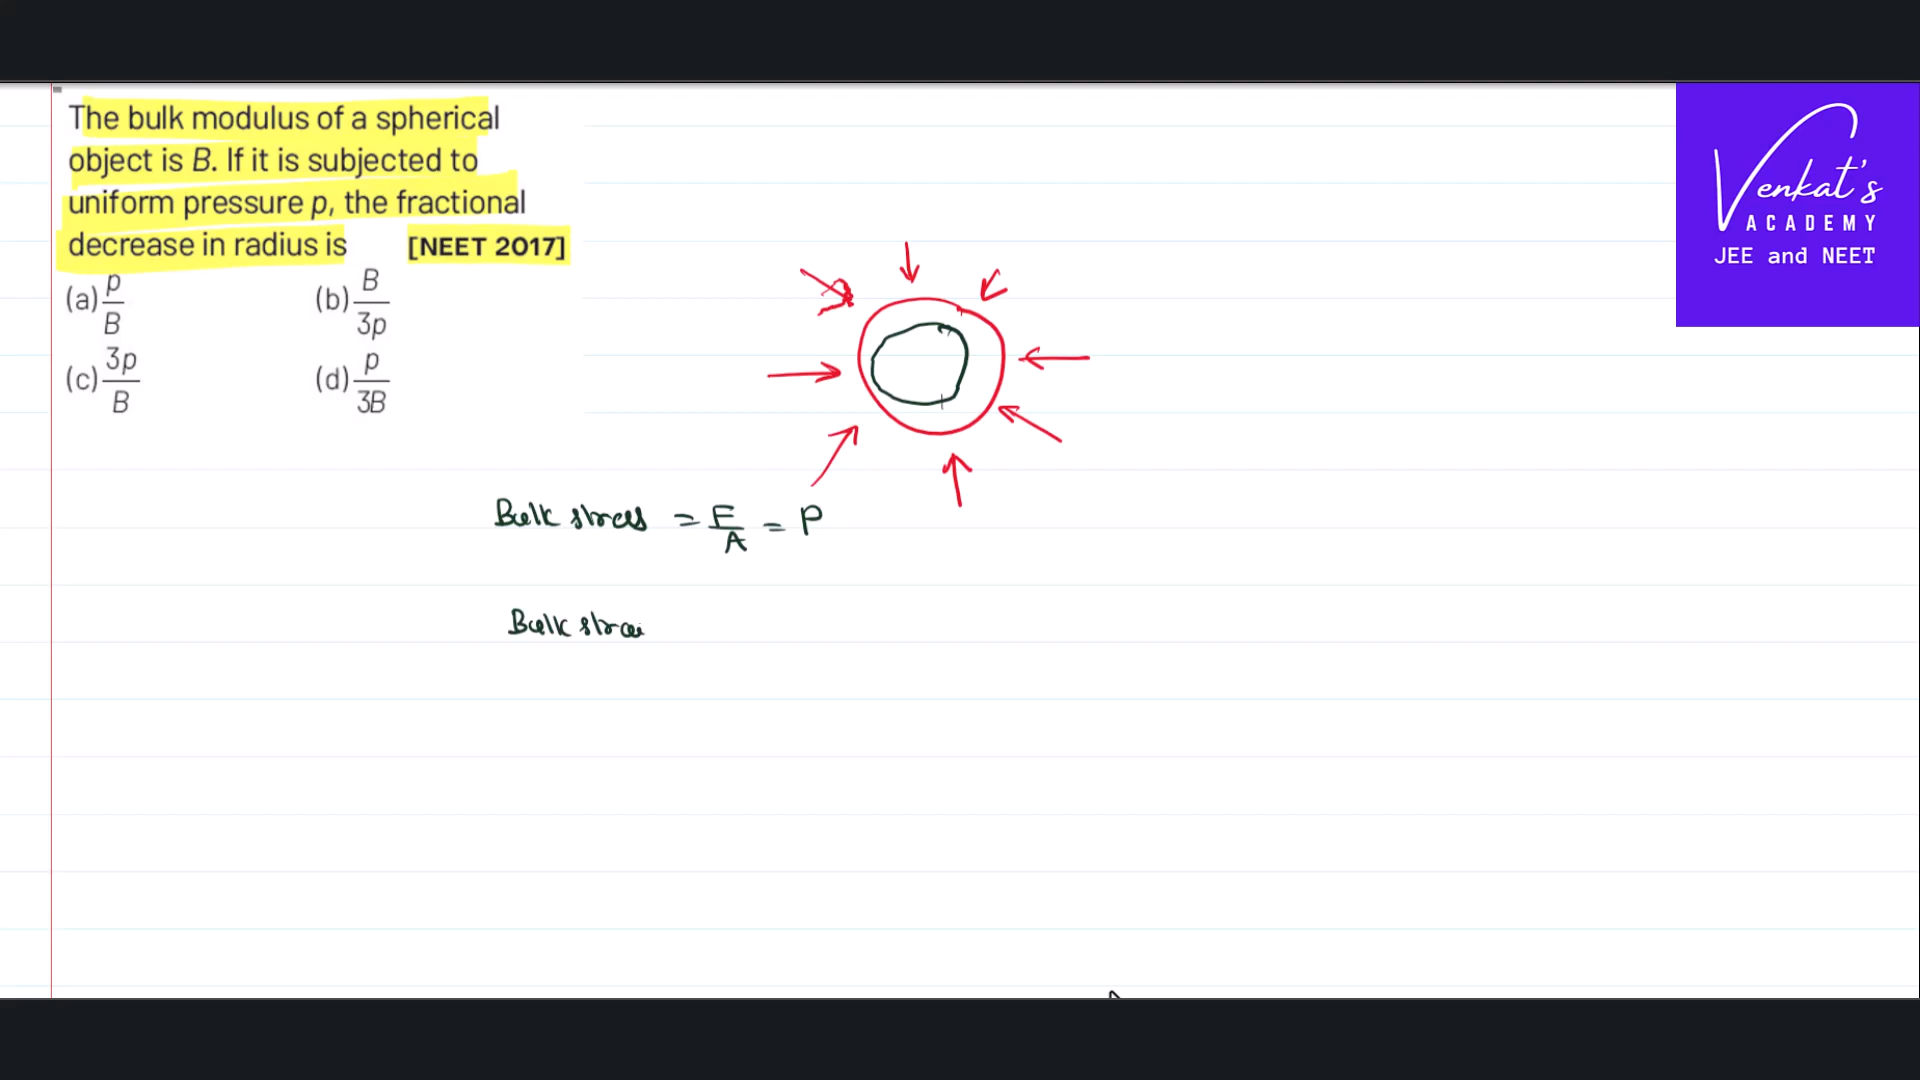 The bulk modulus of a spherical
object is B. If it is subjected to
uniform pressure p, the fractional
decrease in radius is [NEET 2017]
(a) p/B (b) B/3p
(c) 3p/B (d) p/3B
Bulk stress = F/A = P
Bulk strai
Venkat's
ACADEMY
JEE and NEET